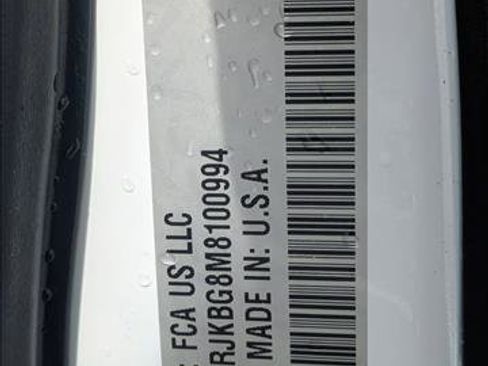 FCA US LLC
RJKBG8M8100994
MADE IN: U.S.A.